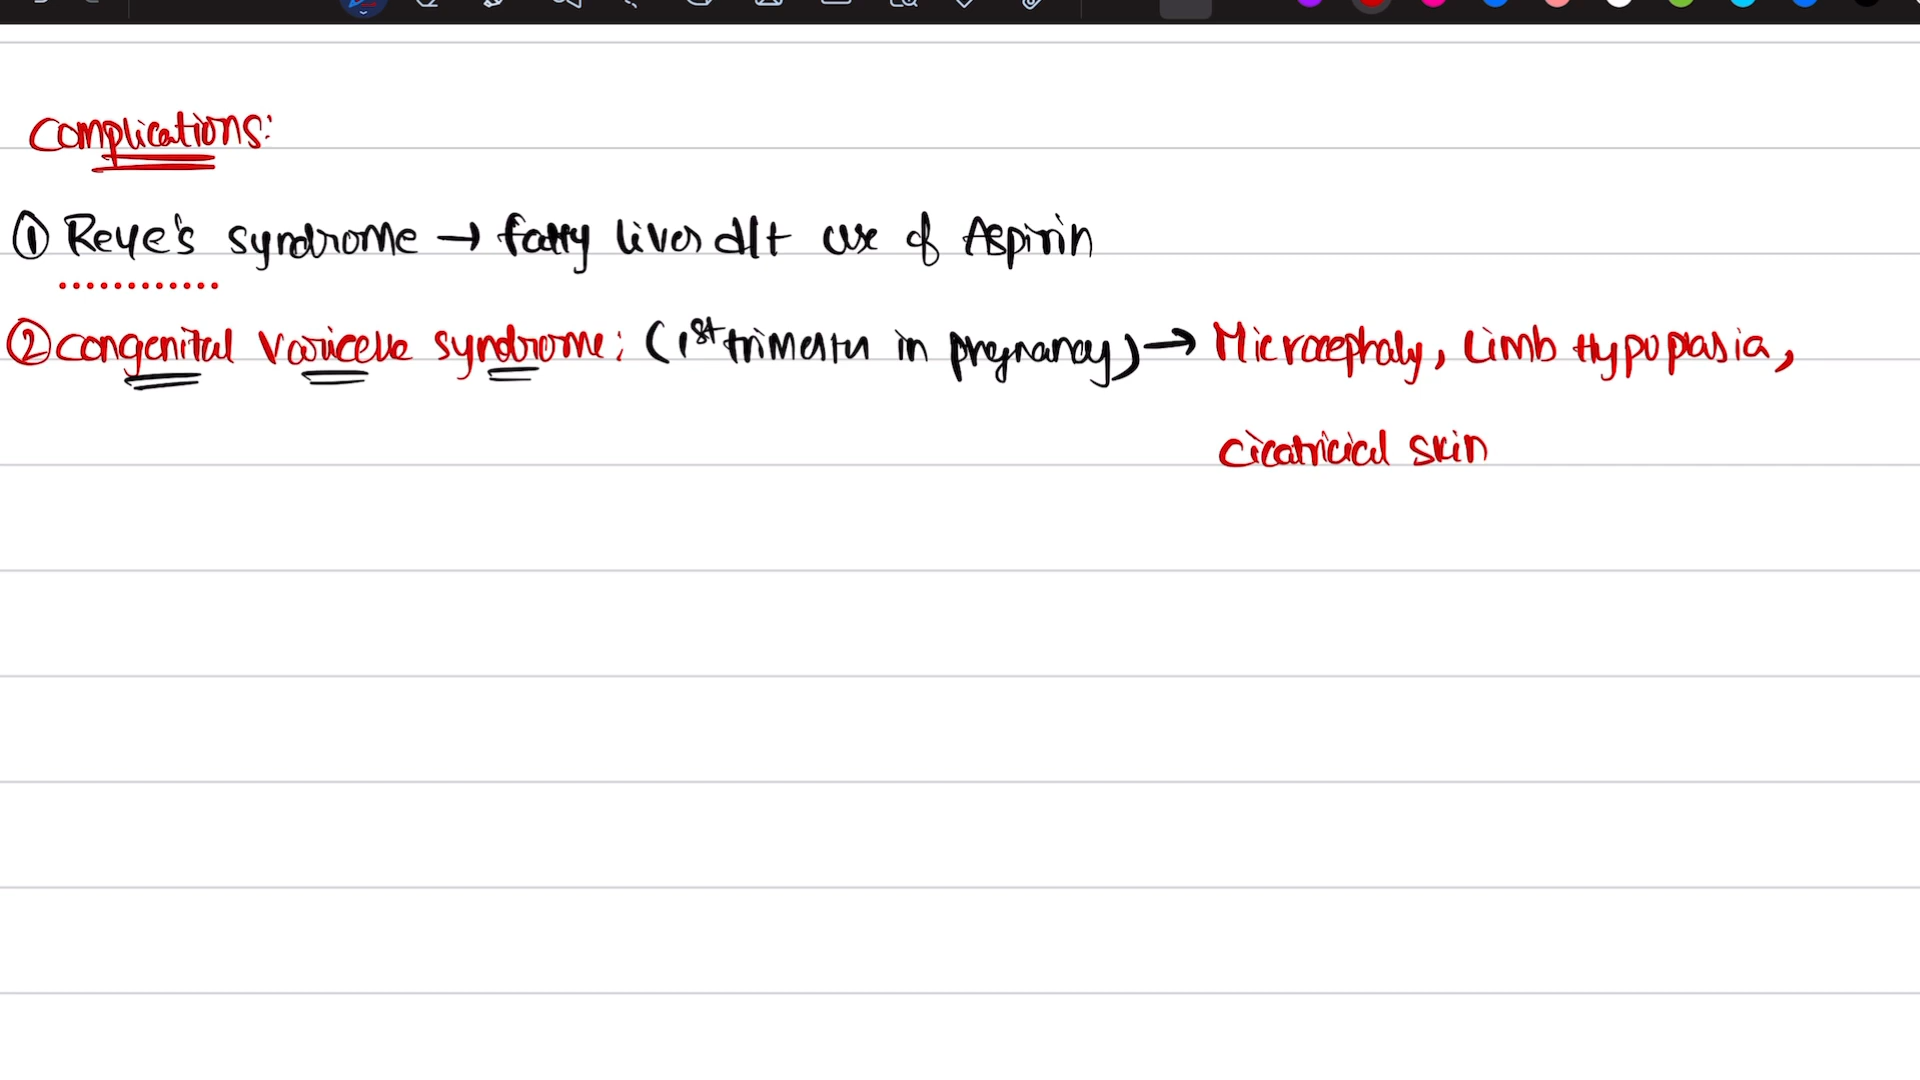 Complications:
① Reye's syndrome → fatty liver d/t use of Aspirin
② Congenital Varicella syndrome: (1st trimester in pregnancy) → Microcephaly, Limb Hypoplasia,
cicatricial skin